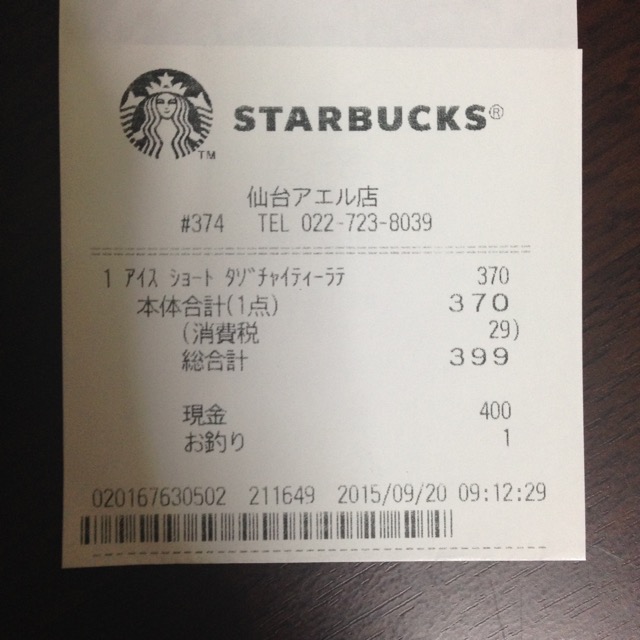 STARBUCKS®
TM
仙台アエル店
#374 TEL 022-723-8039
1 ｱｲｽ ｼｮｰﾄ ﾀｿﾞﾁｬｲﾃｨｰﾗﾃ 370
本体合計(1点) 370
(消費税 29)
総合計 399
現金 400
お釣り 1
020167630502 211649 2015/09/20 09:12:29